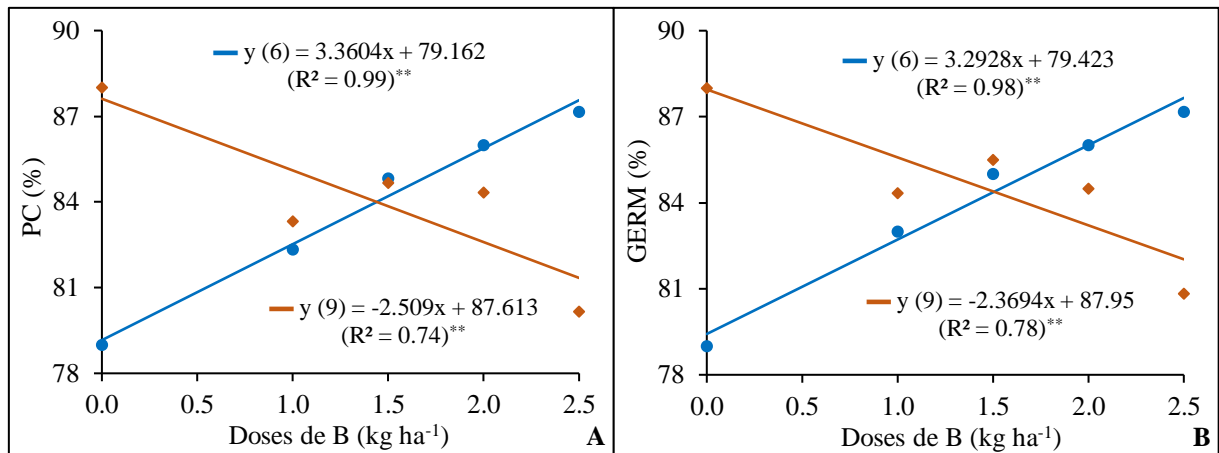 90
87
84
81
78
PC (%)
y (6) = 3.3604x + 79.162
(R² = 0.99)**
y (9) = -2.509x + 87.613
(R² = 0.74)**
0.0 0.5 1.0 1.5 2.0 2.5
Doses de B (kg ha⁻¹)
A
90
87
84
81
78
GERM (%)
y (6) = 3.2928x + 79.423
(R² = 0.98)**
y (9) = -2.3694x + 87.95
(R² = 0.78)**
0.0 0.5 1.0 1.5 2.0 2.5
Doses de B (kg ha⁻¹)
B